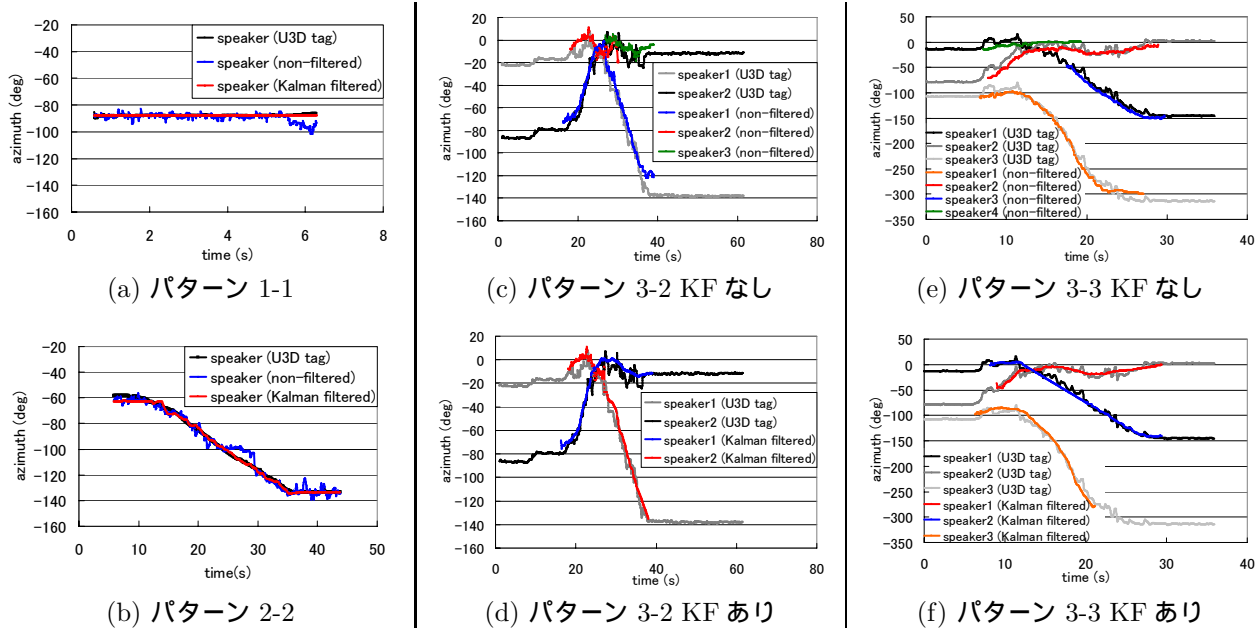 -20
-40
-60
-80
-100
-120
-140
-160
azimuth (deg)
speaker (U3D tag)
speaker (non-filtered)
speaker (Kalman filtered)
0 2 4 6 8
time (s)
(a) パターン 1-1
-20
-40
-60
-80
-100
-120
-140
-160
azimuth (deg)
speaker (U3D tag)
speaker (non-filtered)
speaker (Kalman filtered)
0 10 20 30 40 50
time(s)
(b) パターン 2-2
20
0
-20
-40
-60
-80
-100
-120
-140
-160
azimuth (deg)
speaker1 (U3D tag)
speaker2 (U3D tag)
speaker1 (non-filtered)
speaker2 (non-filtered)
speaker3 (non-filtered)
0 20 40 60 80
time (s)
(c) パターン 3-2 KF なし
20
0
-20
-40
-60
-80
-100
-120
-140
-160
azimuth (deg)
speaker1 (U3D tag)
speaker2 (U3D tag)
speaker1 (Kalman filtered)
speaker2 (Kalman filtered)
0 20 40 60 80
time (s)
(d) パターン 3-2 KF あり
50
0
-50
-100
-150
-200
-250
-300
-350
azimuth (deg)
speaker1 (U3D tag)
speaker2 (U3D tag)
speaker3 (U3D tag)
speaker1 (non-filtered)
speaker2 (non-filtered)
speaker3 (non-filtered)
speaker4 (non-filtered)
0 10 20 30 40
time (s)
(e) パターン 3-3 KF なし
50
0
-50
-100
-150
-200
-250
-300
-350
azimuth (deg)
speaker1 (U3D tag)
speaker2 (U3D tag)
speaker3 (U3D tag)
speaker1 (Kalman filtered)
speaker2 (Kalman filtered)
speaker3 (Kalman filtered)
0 10 20 30 40
time (s)
(f) パターン 3-3 KF あり